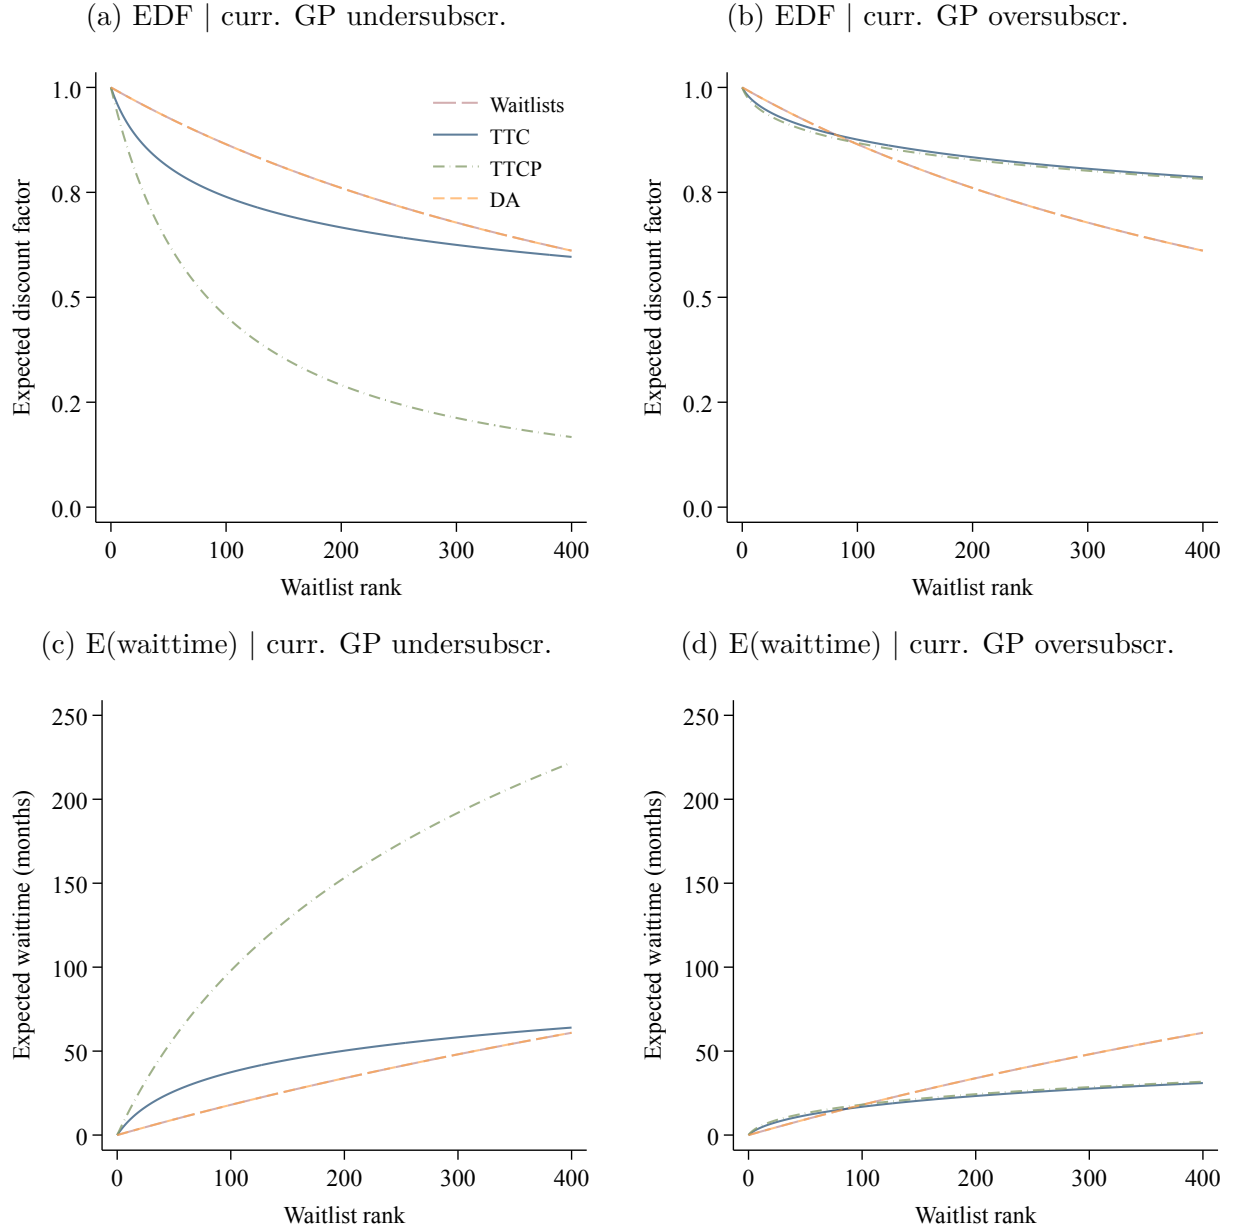 (a) EDF | curr. GP undersubscr.
1.0
0.8
0.5
0.2
0.0
Expected discount factor
0 100 200 300 400
Waitlist rank
Waitlists
TTC
TTCP
DA
(b) EDF | curr. GP oversubscr.
1.0
0.8
0.5
0.2
0.0
Expected discount factor
0 100 200 300 400
Waitlist rank
(c) E(waittime) | curr. GP undersubscr.
250
200
150
100
50
0
Expected waittime (months)
0 100 200 300 400
Waitlist rank
(d) E(waittime) | curr. GP oversubscr.
250
200
150
100
50
0
Expected waittime (months)
0 100 200 300 400
Waitlist rank